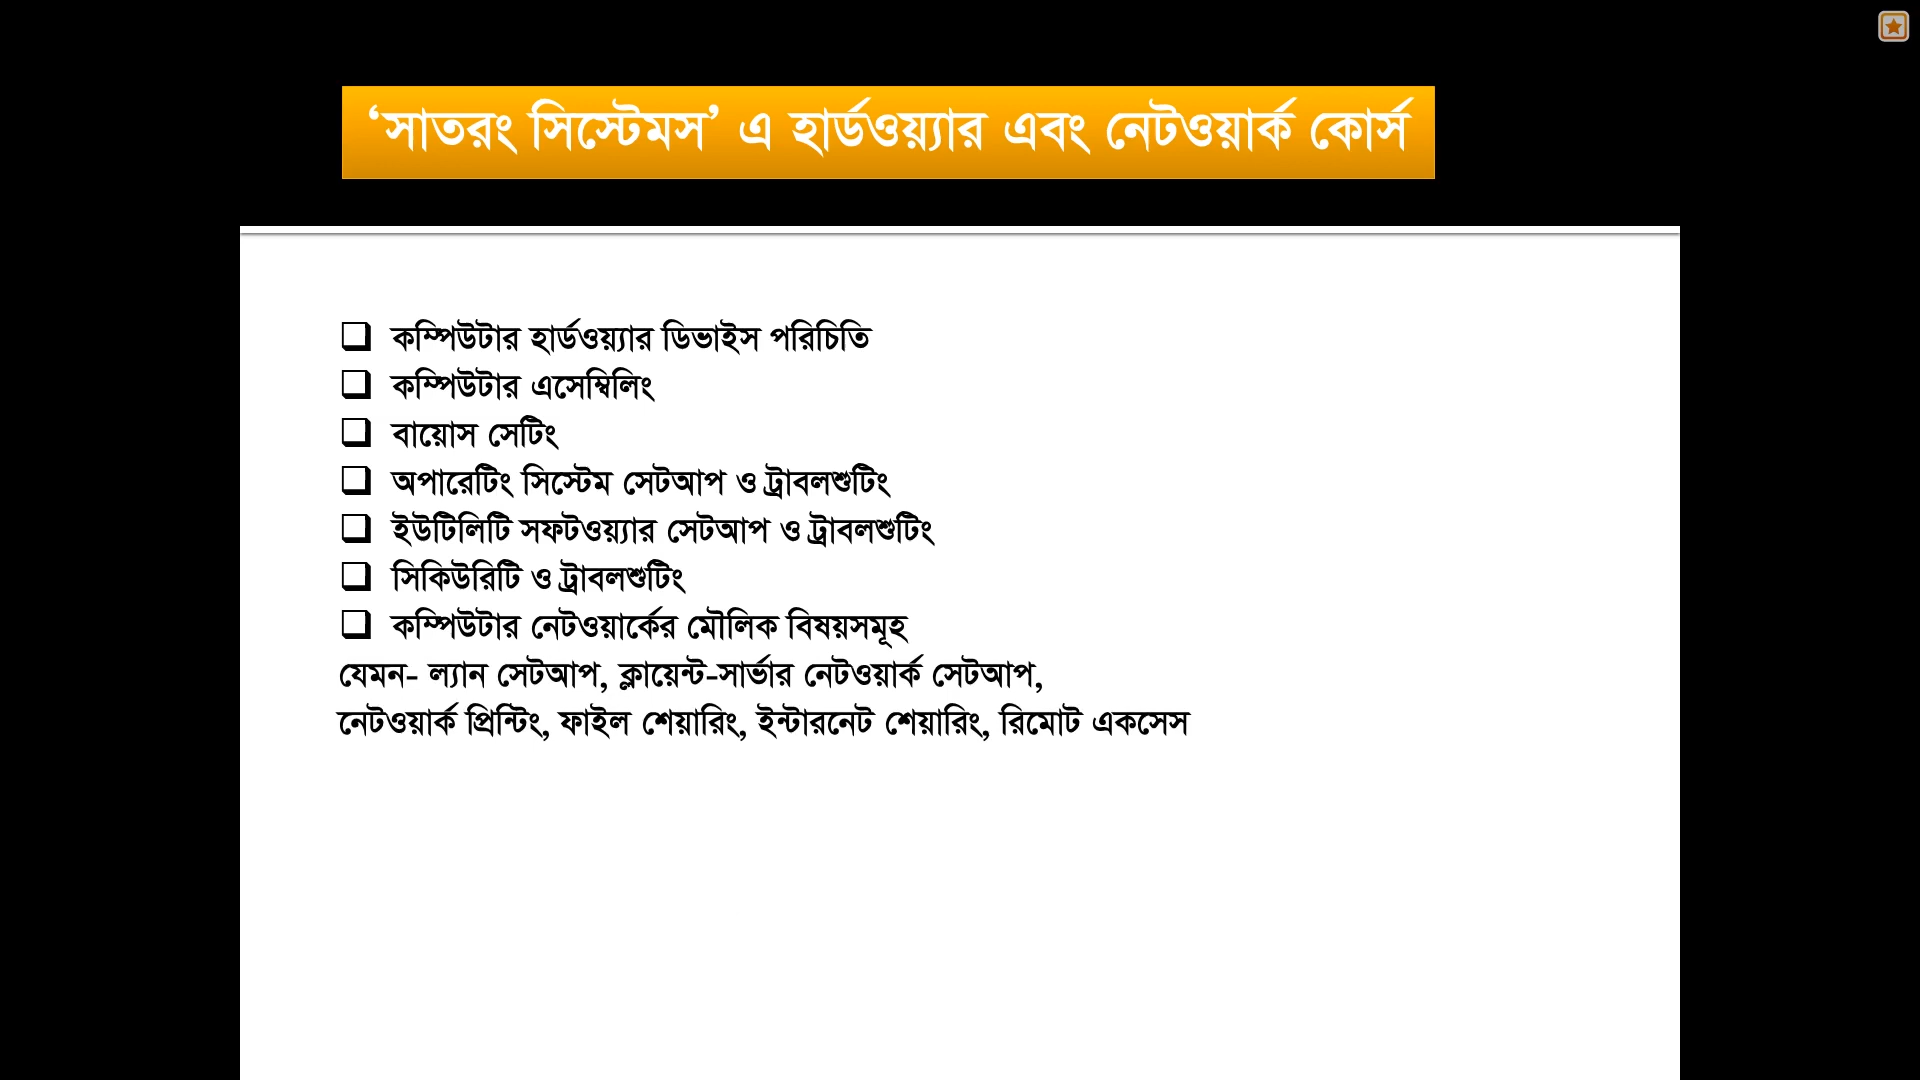 ‘সাতরং সিস্টেমস’ এ হার্ডওয়্যার এবং নেটওয়ার্ক কোর্স
❑ কম্পিউটার হার্ডওয়্যার ডিভাইস পরিচিতি
❑ কম্পিউটার এসেম্বিলিং
❑ বায়োস সেটিং
❑ অপারেটিং সিস্টেম সেটআপ ও ট্রাবলশুটিং
❑ ইউটিলিটি সফটওয়্যার সেটআপ ও ট্রাবলশুটিং
❑ সিকিউরিটি ও ট্রাবলশুটিং
❑ কম্পিউটার নেটওয়ার্কের মৌলিক বিষয়সমূহ
যেমন- ল্যান সেটআপ, ক্লায়েন্ট-সার্ভার নেটওয়ার্ক সেটআপ,
নেটওয়ার্ক প্রিন্টিং, ফাইল শেয়ারিং, ইন্টারনেট শেয়ারিং, রিমোট একসেস